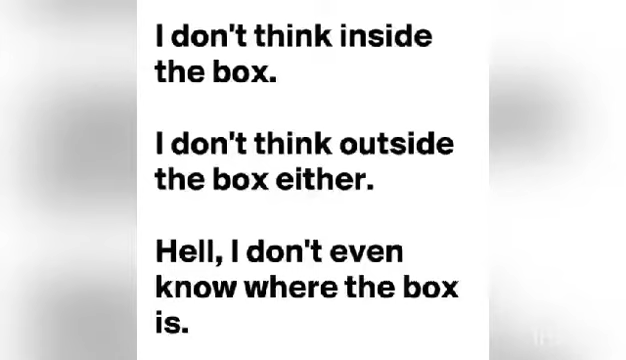 I don't think inside
the box.
I don't think outside
the box either.
Hell, I don't even
know where the box
is.